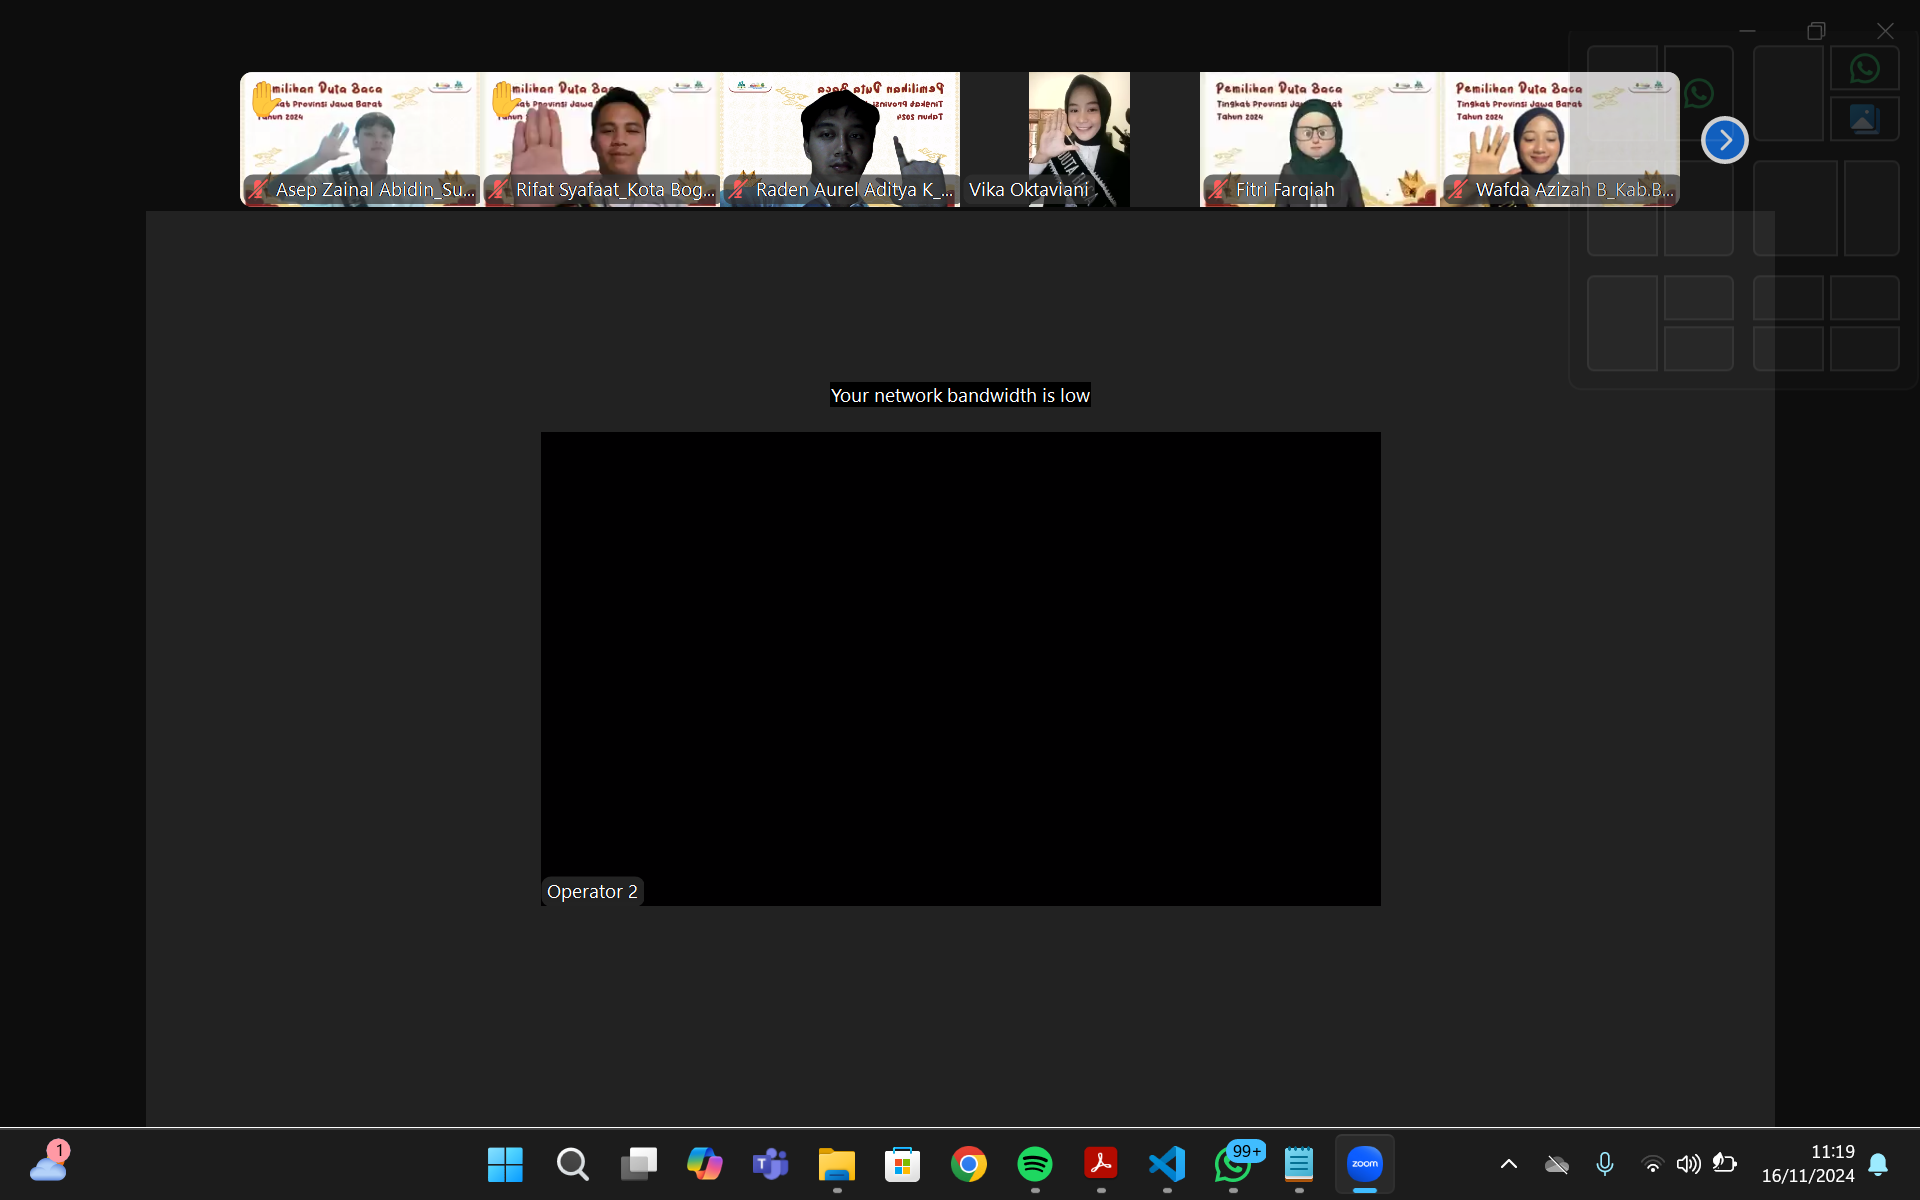 milihan Duta Baca
at Provinsi Jawa Barat
Tahun 2024
Asep Zainal Abidin_Su...
milihan Duta Ba
at Provinsi Jawa
Rifat Syafaat_Kota Bog...
Pemilihan Duta Baca
Tingkat Provinsi
Tahun 2024
Raden Aurel Aditya K_...
DUTA
Vika Oktaviani
Pemilihan Duta Baca
Tingkat Provinsi Jawa Barat
Tahun 2024
Fitri Farqiah
Pemilihan Duta Baca
Tingkat Provinsi Jawa Barat
Tahun 2024
Wafda Azizah B_Kab.B...
Your network bandwidth is low
Operator 2
1
99+
zoom
11:19
16/11/2024